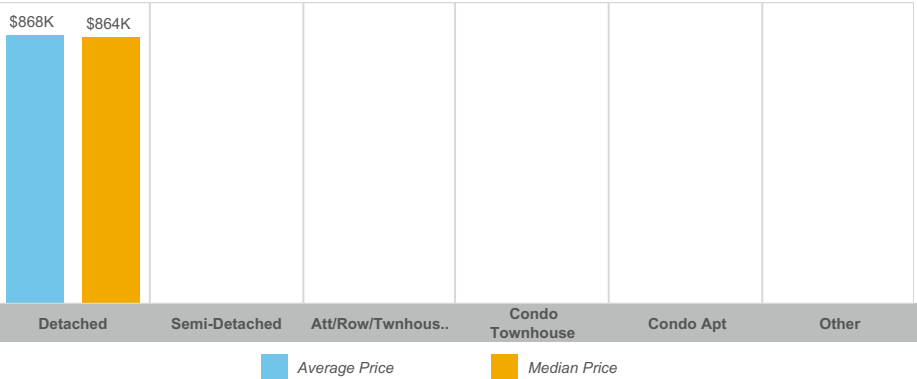 $868K
$864K
Detached
Semi-Detached
Att/Row/Twnhous..
Condo
Townhouse
Condo Apt
Other
Average Price
Median Price